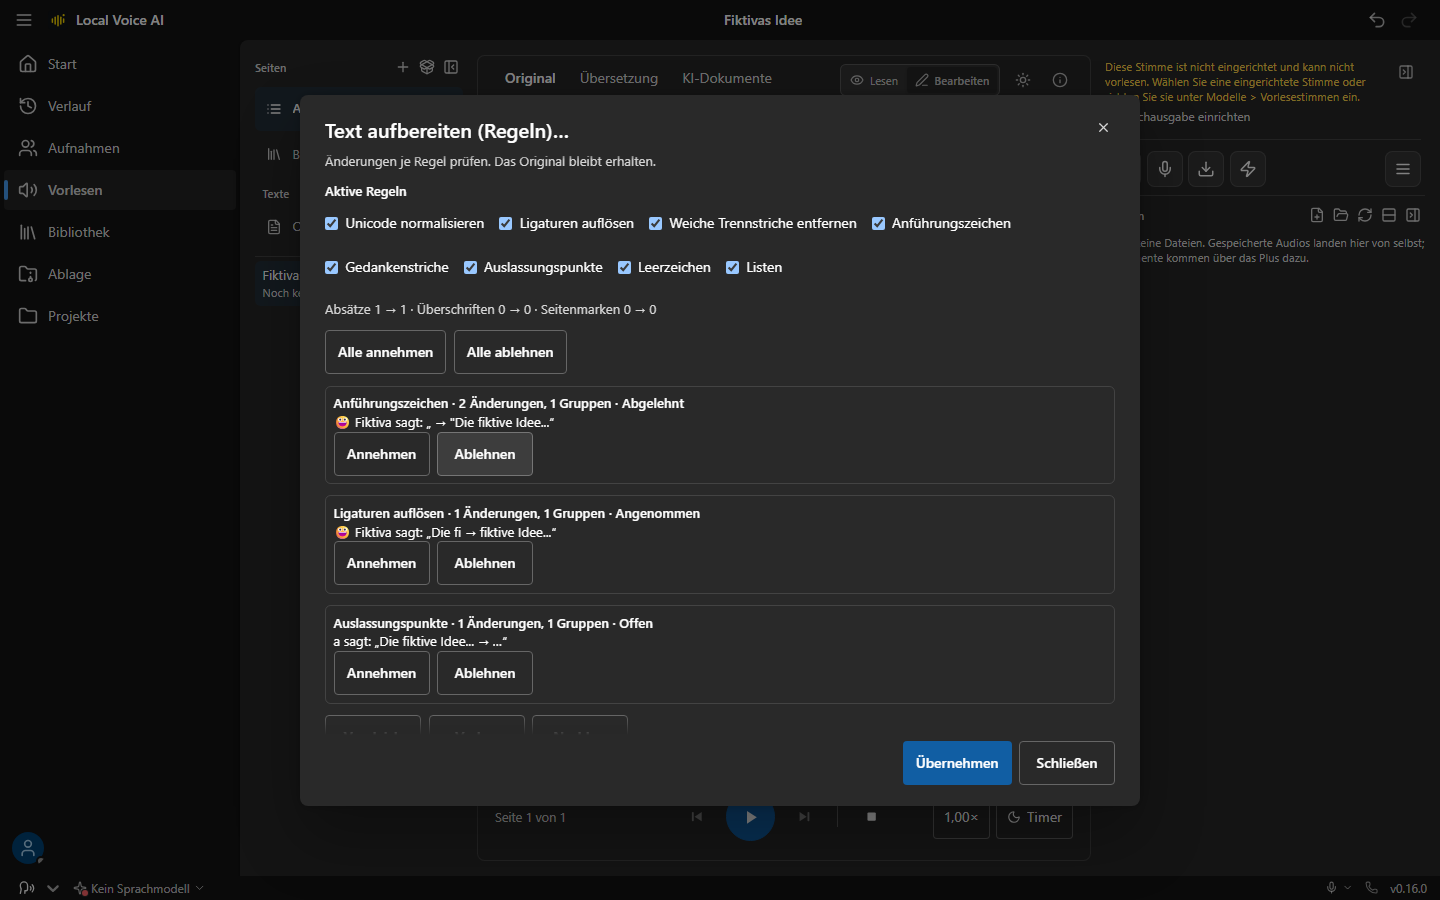 Local Voice AI
Fiktivas Idee
Start
Verlauf
Aufnahmen
Vorlesen
Bibliothek
Ablage
Projekte
Seiten
Texte
Fiktiva
Original
Übersetzung
KI-Dokumente
Lesen
Bearbeiten
Diese Stimme ist nicht eingerichtet und kann nicht
vorlesen. Wählen Sie eine eingerichtete Stimme oder
Sie sie unter Modelle > Vorlesestimmen ein.
chausgabe einrichten
eine Dateien. Gespeicherte Audios landen hier von selbst;
ente kommen über das Plus dazu.
Text aufbereiten (Regeln)...
Änderungen je Regel prüfen. Das Original bleibt erhalten.
Aktive Regeln
Unicode normalisieren
Ligaturen auflösen
Weiche Trennstriche entfernen
Anführungszeichen
Gedankenstriche
Auslassungspunkte
Leerzeichen
Listen
Absätze 1 → 1 · Überschriften 0 → 0 · Seitenmarken 0 → 0
Alle annehmen
Alle ablehnen
Anführungszeichen · 2 Änderungen, 1 Gruppen · Abgelehnt
😀 Fiktiva sagt: „ → "Die fiktive Idee…“
Annehmen
Ablehnen
Ligaturen auflösen · 1 Änderungen, 1 Gruppen · Angenommen
😀 Fiktiva sagt: „Die ﬁ → fiktive Idee…“
Annehmen
Ablehnen
Auslassungspunkte · 1 Änderungen, 1 Gruppen · Offen
a sagt: „Die fiktive Idee… → ...“
Annehmen
Ablehnen
Übernehmen
Schließen
Seite 1 von 1
1,00×
Timer
Kein Sprachmodell
v0.16.0